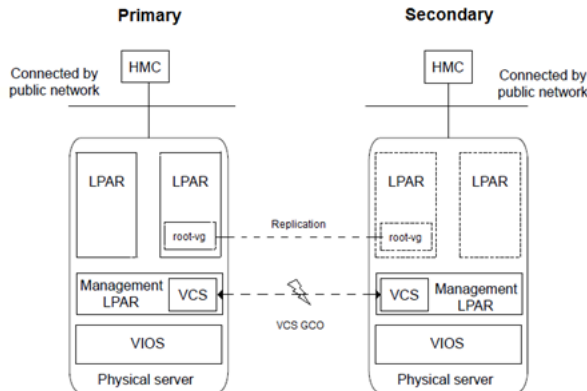 Primary
Secondary
HMC
HMC
Connected by
public network
Connected by
public network
LPAR
LPAR
LPAR
LPAR
root-vg
Replication
root-vg
Management
LPAR
VCS
VCS
Management
LPAR
VCS GCO
VIOS
VIOS
Physical server
Physical server